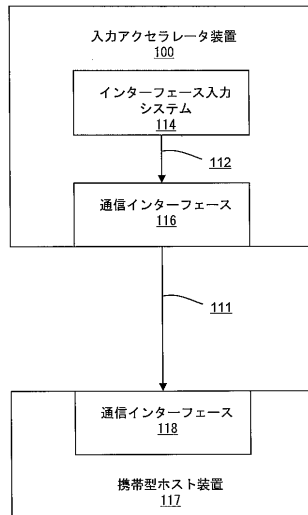 入力アクセラレータ装置
100
インターフェース入力
システム
114
112
通信インターフェース
116
111
通信インターフェース
118
携帯型ホスト装置
117